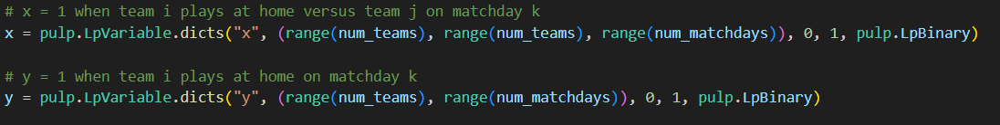 # x = 1 when team i plays at home versus team j on matchday k
x = pulp.LpVariable.dicts("x", (range(num_teams), range(num_teams), range(num_matchdays)), 0, 1, pulp.LpBinary)
# y = 1 when team i plays at home on matchday k
y = pulp.LpVariable.dicts("y", (range(num_teams), range(num_matchdays)), 0, 1, pulp.LpBinary)